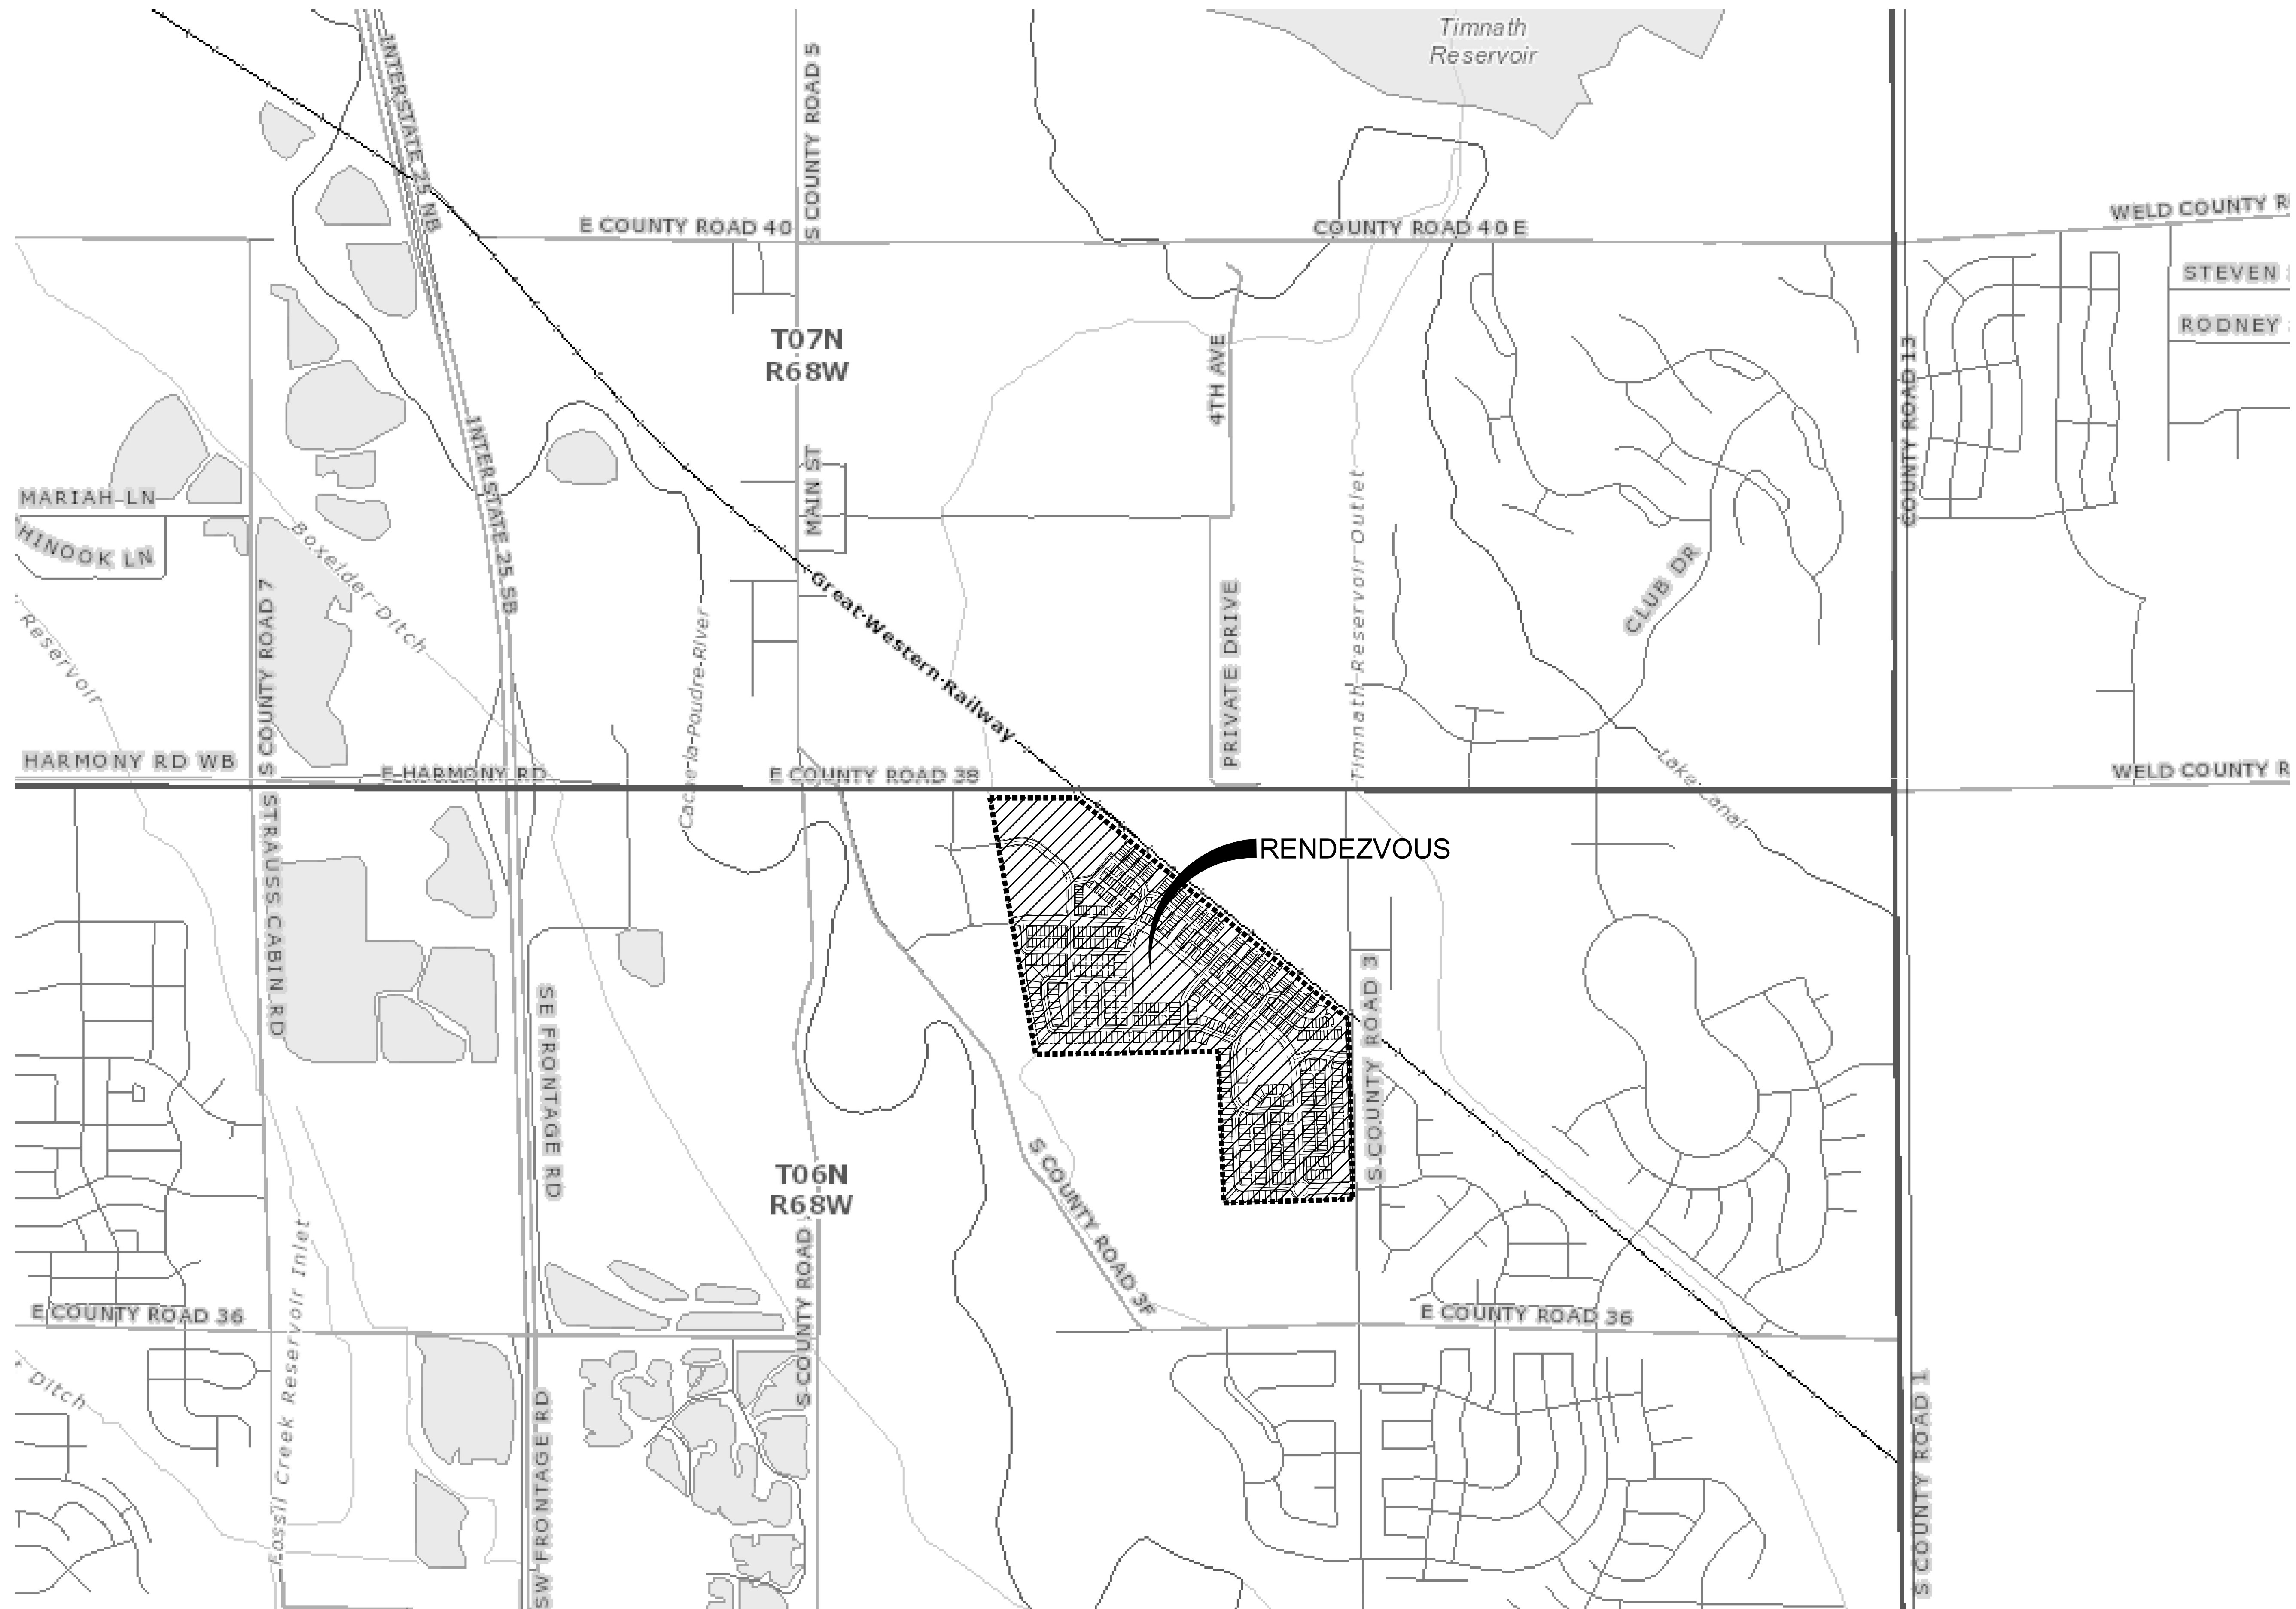 Timnath
Reservoir
INTERSTATE 25 NB
S COUNTY ROAD 5
E COUNTY ROAD 40
COUNTY ROAD 40 E
WELD COUNTY R
STEVEN
RODNEY
T07N
R68W
4TH AVE
COUNTY ROAD 13
INTERSTATE 25 SB
MAIN ST
MARIAH LN
HINOOK LN
Boxelder Ditch
Great Western Railway
Timnath Reservoir Outlet
CLUB DR
Reservoir
S COUNTY ROAD 7
Cache la Poudre River
PRIVATE DRIVE
HARMONY RD WB
E HARMONY RD
E COUNTY ROAD 38
Lake Canal
WELD COUNTY R
STRAUSS CABIN RD
RENDEZVOUS
SE FRONTAGE RD
S COUNTY ROAD 3
T06N
R68W
S COUNTY ROAD 3F
S COUNTY ROAD
Fossil Creek Reservoir Inlet
E COUNTY ROAD 36
E COUNTY ROAD 36
Ditch
SW FRONTAGE RD
S COUNTY ROAD 1